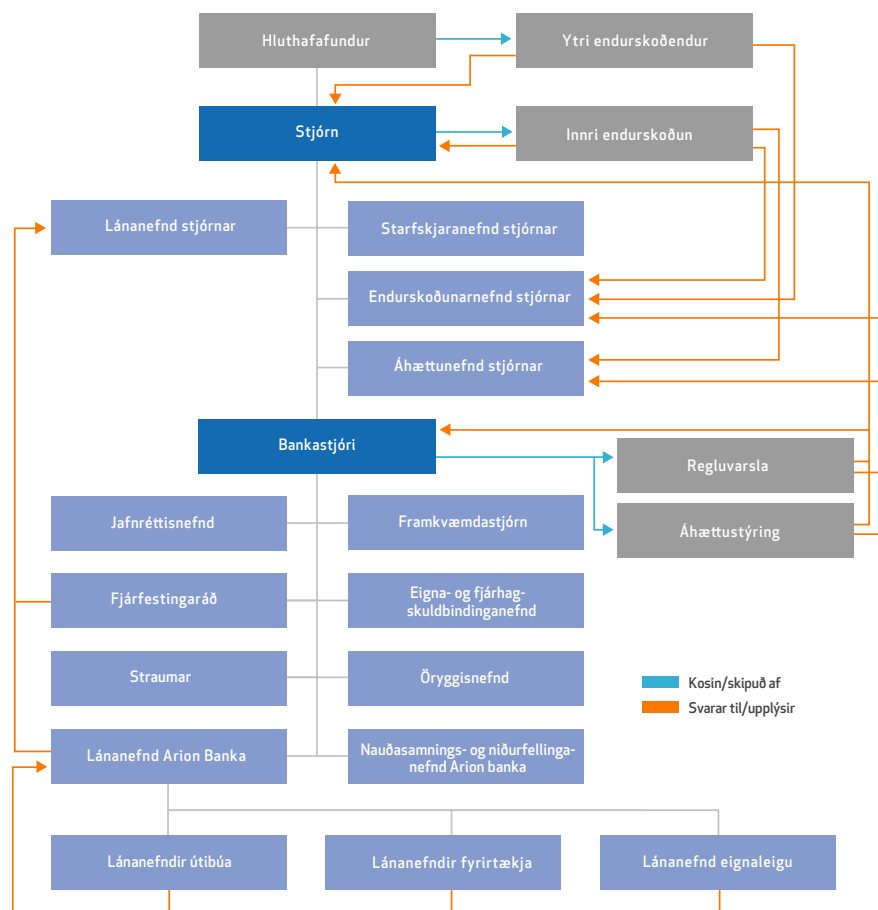 Hluthafafundur
Ytri endurskoðendur
Stjórn
Innri endurskoðun
Lánanefnd stjórnar
Starfskjaranefnd stjórnar
Endurskoðunarnefnd stjórnar
Áhættunefnd stjórnar
Bankastjóri
Regluvarsla
Jafnréttisnefnd
Framkvæmdastjórn
Áhættustýring
Fjárfestingaráð
Eigna- og fjárhag-
skuldbindinganefnd
Straumar
Öryggisnefnd
Kosin/skipuð af
Svarar til/upplýsir
Lánanefnd Arion Banka
Nauðasamnings- og niðurfellinga-
nefnd Arion banka
Lánanefndir útibúa
Lánanefndir fyrirtækja
Lánanefnd eignaleigu